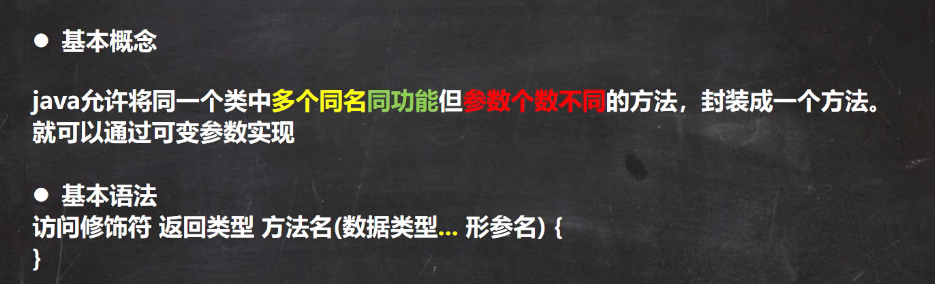 ● 基本概念
java允许将同一个类中多个同名同功能但参数个数不同的方法，封装成一个方法。
就可以通过可变参数实现
● 基本语法
访问修饰符 返回类型 方法名(数据类型... 形参名) {
}